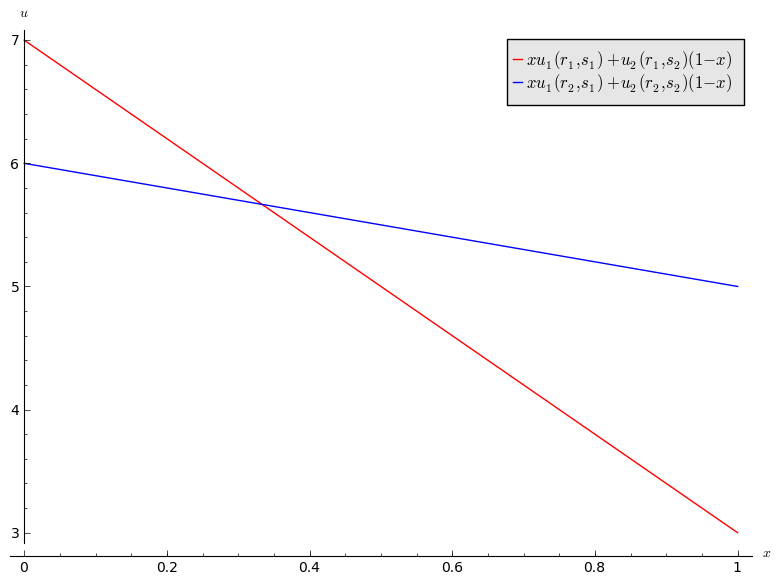 u
7
xu₁(r₁,s₁)+u₂(r₁,s₂)(1−x)
xu₁(r₂,s₁)+u₂(r₂,s₂)(1−x)
6
5
4
3
0 0.2 0.4 0.6 0.8 1 x